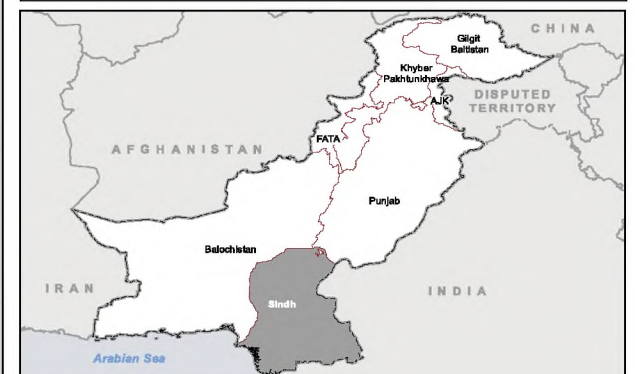 CHINA
Gilgit
Baltistan
Khyber
Pakhtunkhawa
AJK
DISPUTED
TERRITORY
FATA
AFGHANISTAN
Punjab
Balochistan
IRAN
INDIA
Sindh
Arabian Sea